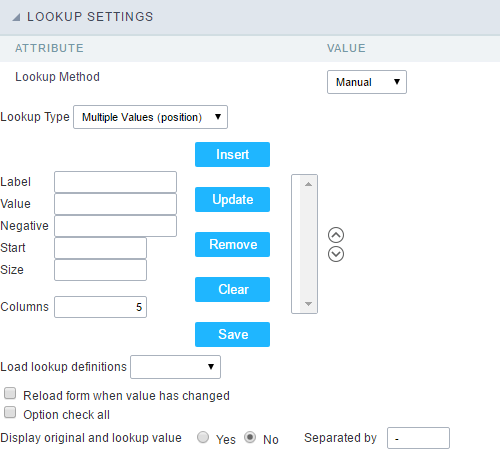 LOOKUP SETTINGS
ATTRIBUTE VALUE
Lookup Method Manual
Lookup Type Multiple Values (position)
Insert
Label
Value Update
Negative
Start Remove
Size
Clear
Columns 5
Save
Load lookup definitions
Reload form when value has changed
Option check all
Display original and lookup value Yes No Separated by -